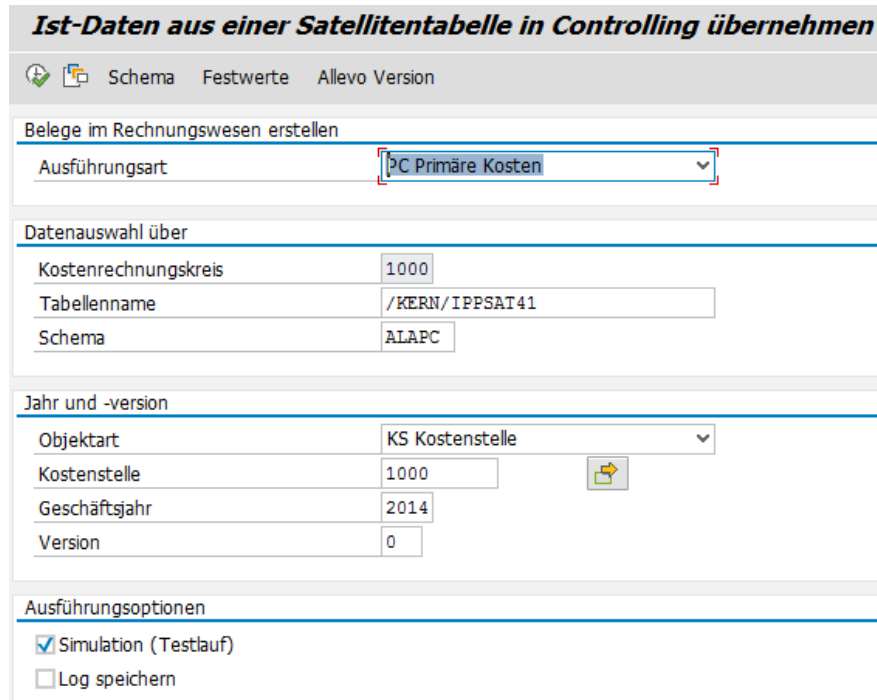 Ist-Daten aus einer Satellitentabelle in Controlling übernehmen
Schema Festwerte Allevo Version
Belege im Rechnungswesen erstellen
Ausführungsart PC Primäre Kosten
Datenauswahl über
Kostenrechnungskreis 1000
Tabellenname /KERN/IPPSAT41
Schema ALAPC
Jahr und -version
Objektart KS Kostenstelle
Kostenstelle 1000
Geschäftsjahr 2014
Version 0
Ausführungsoptionen
Simulation (Testlauf)
Log speichern